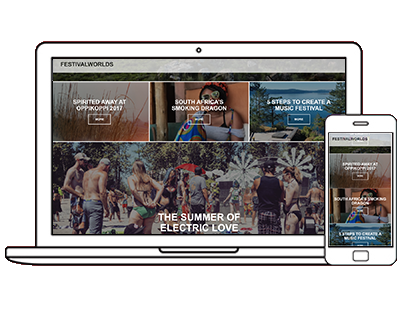 FESTIVALWORLDS
SPIRITED AWAY AT
OPPIKOPPI 2017
MORE
SOUTH AFRICA'S
SMOKING DRAGON
MORE
5 STEPS TO CREATE A
MUSIC FESTIVAL
MORE
THE SUMMER OF
ELECTRIC LOVE
FESTIVALWORLDS
SPIRITED AWAY AT
OPPIKOPPI 2017
MORE
SOUTH AFRICA'S SMOKING
DRAGON
MORE
5 STEPS TO CREATE A
MUSIC FESTIVAL